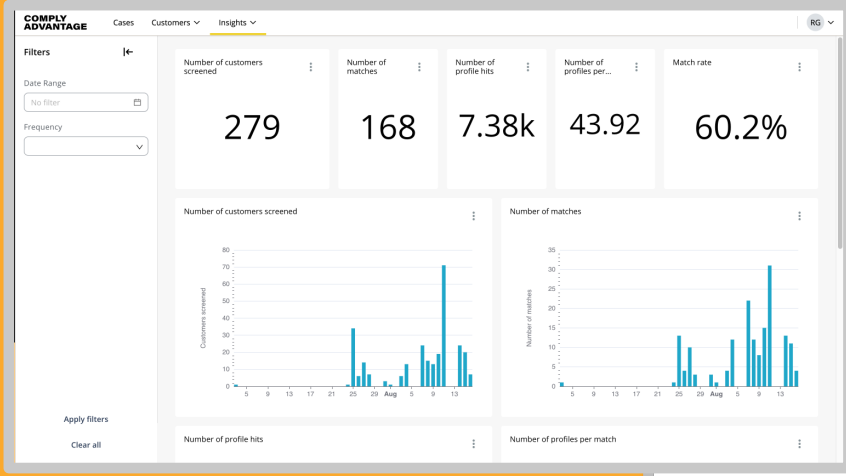 COMPLY
ADVANTAGE
Cases
Customers
Insights
RG
Filters
Date Range
No filter
Frequency
Apply filters
Clear all
Number of customers
screened
279
Number of
matches
168
Number of
profile hits
7.38k
Number of
profiles per...
43.92
Match rate
60.2%
Number of customers screened
Customers screened
80
70
60
50
40
30
20
10
0
5 9 13 17 21 25 29 Aug 5 9 13
Number of matches
Number of matches
35
30
25
20
15
10
5
0
5 9 13 17 21 25 29 Aug 5 9 13
Number of profile hits
Number of profiles per match